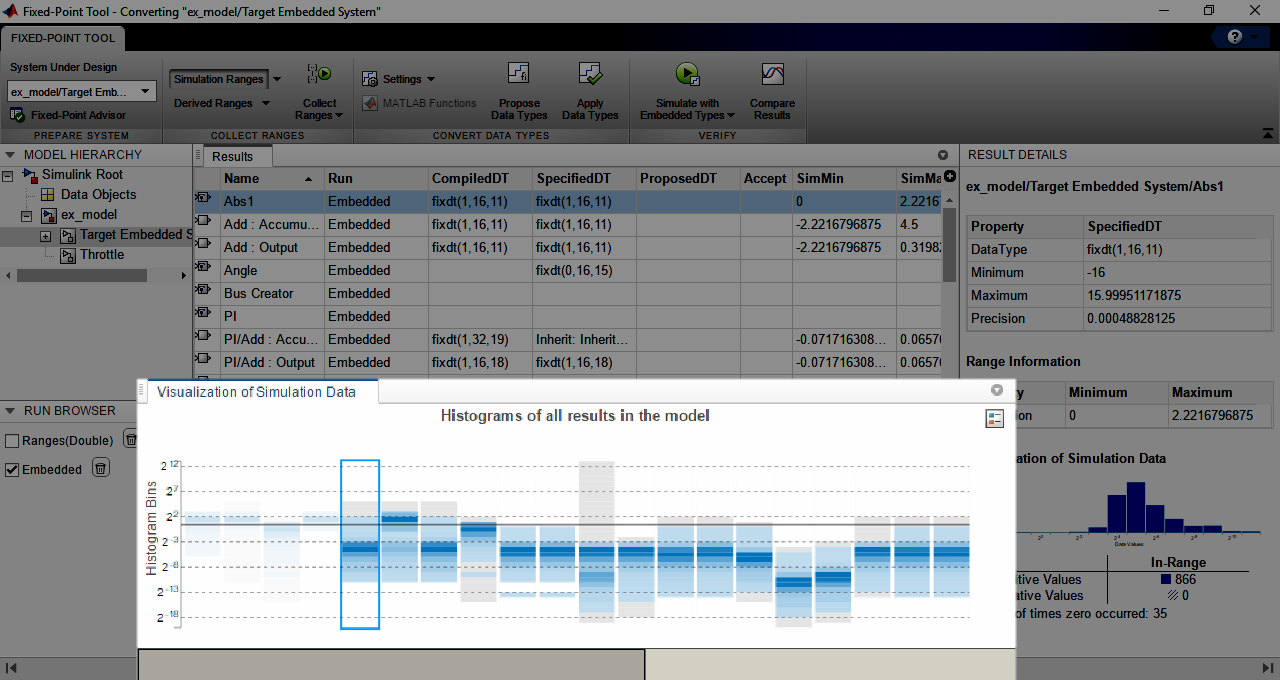 Fixed-Point Tool - Converting "ex_model/Target Embedded System"
FIXED-POINT TOOL
System Under Design
ex_model/Target Emb...
Fixed-Point Advisor
PREPARE SYSTEM
Simulation Ranges
Derived Ranges
Collect
Ranges
COLLECT RANGES
Settings
MATLAB Functions
Propose
Data Types
Apply
Data Types
CONVERT DATA TYPES
Simulate with
Embedded Types
Compare
Results
VERIFY
MODEL HIERARCHY
Simulink Root
Data Objects
ex_model
Target Embedded S
Throttle
RUN BROWSER
Ranges(Double)
Embedded
Results
Name Run CompiledDT SpecifiedDT ProposedDT Accept SimMin SimMa
Abs1 Embedded fixdt(1,16,11) fixdt(1,16,11) 0 2.2216
Add : Accumu... Embedded fixdt(1,16,11) fixdt(1,16,11) -2.2216796875 4.5
Add : Output Embedded fixdt(1,16,11) fixdt(1,16,11) -2.2216796875 0.3198
Angle Embedded fixdt(0,16,15)
Bus Creator Embedded
PI Embedded
PI/Add : Accu... Embedded fixdt(1,32,19) Inherit: Inherit... -0.071716308... 0.0657
PI/Add : Output Embedded fixdt(1,16,18) fixdt(1,16,18) -0.071716308... 0.0657
Visualization of Simulation Data
Histograms of all results in the model
Histogram Bins
2^12
2^7
2^2
2^-3
2^-8
2^-13
2^-18
RESULT DETAILS
ex_model/Target Embedded System/Abs1
Property SpecifiedDT
DataType fixdt(1,16,11)
Minimum -16
Maximum 15.99951171875
Precision 0.00048828125
Range Information
y Minimum Maximum
ion 0 2.2216796875
ation of Simulation Data
Data Values
In-Range
tive Values 866
ative Values 0
of times zero occurred: 35